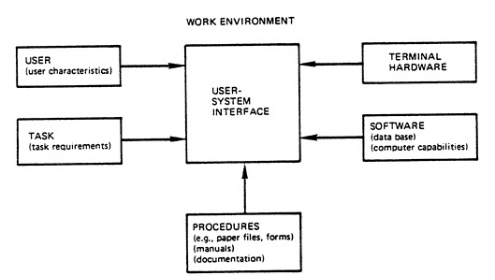 WORK ENVIRONMENT
USER
(user characteristics)
USER-
SYSTEM
INTERFACE
TERMINAL
HARDWARE
TASK
(task requirements)
SOFTWARE
(data base)
(computer capabilities)
PROCEDURES
(e.g., paper files, forms)
(manuals)
(documentation)